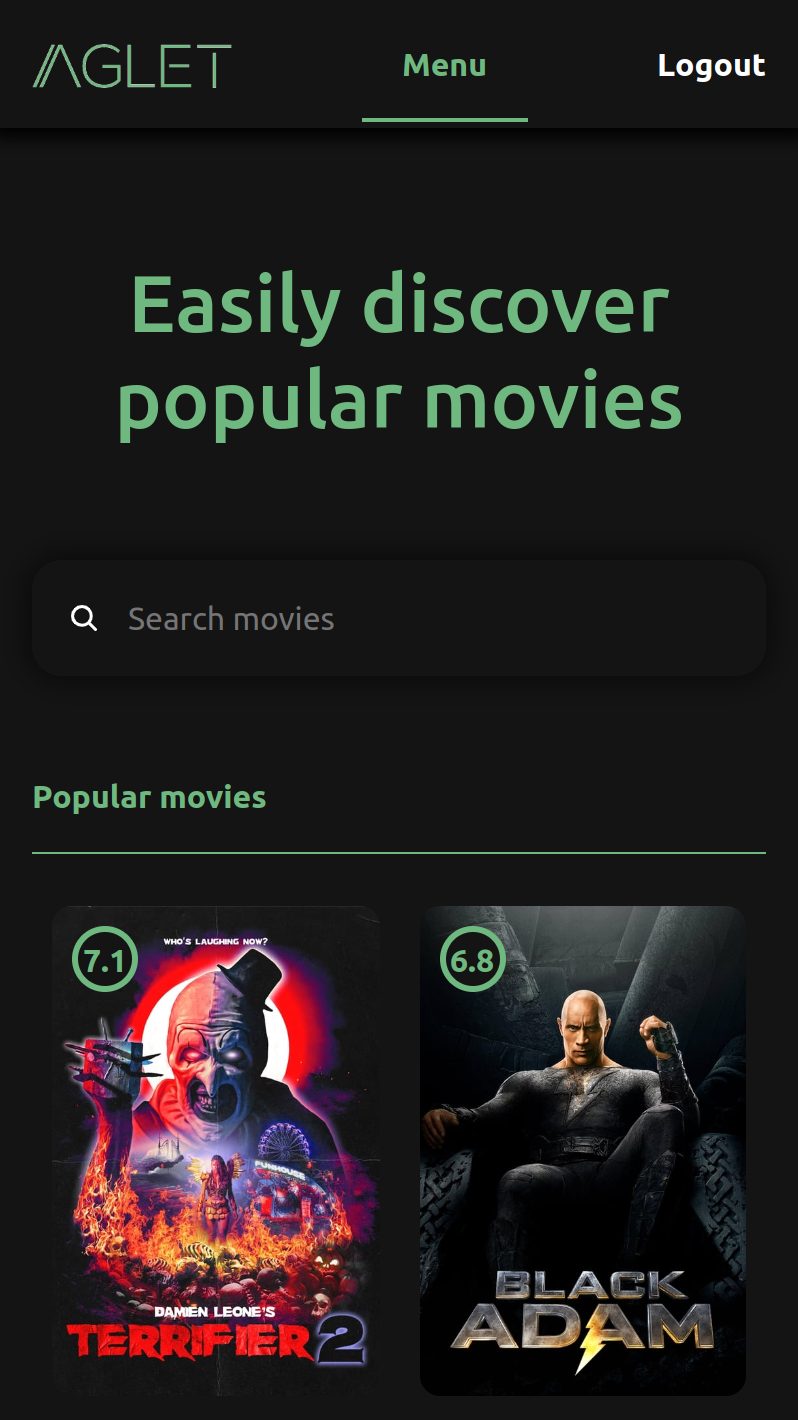 AGLET
Menu
Logout
Easily discover
popular movies
Search movies
Popular movies
7.1
WHO'S LAUGHING NOW?
FUNHOUSE
DAMIEN LEONE'S
TERRIFIER 2
6.8
BLACK
ADAM